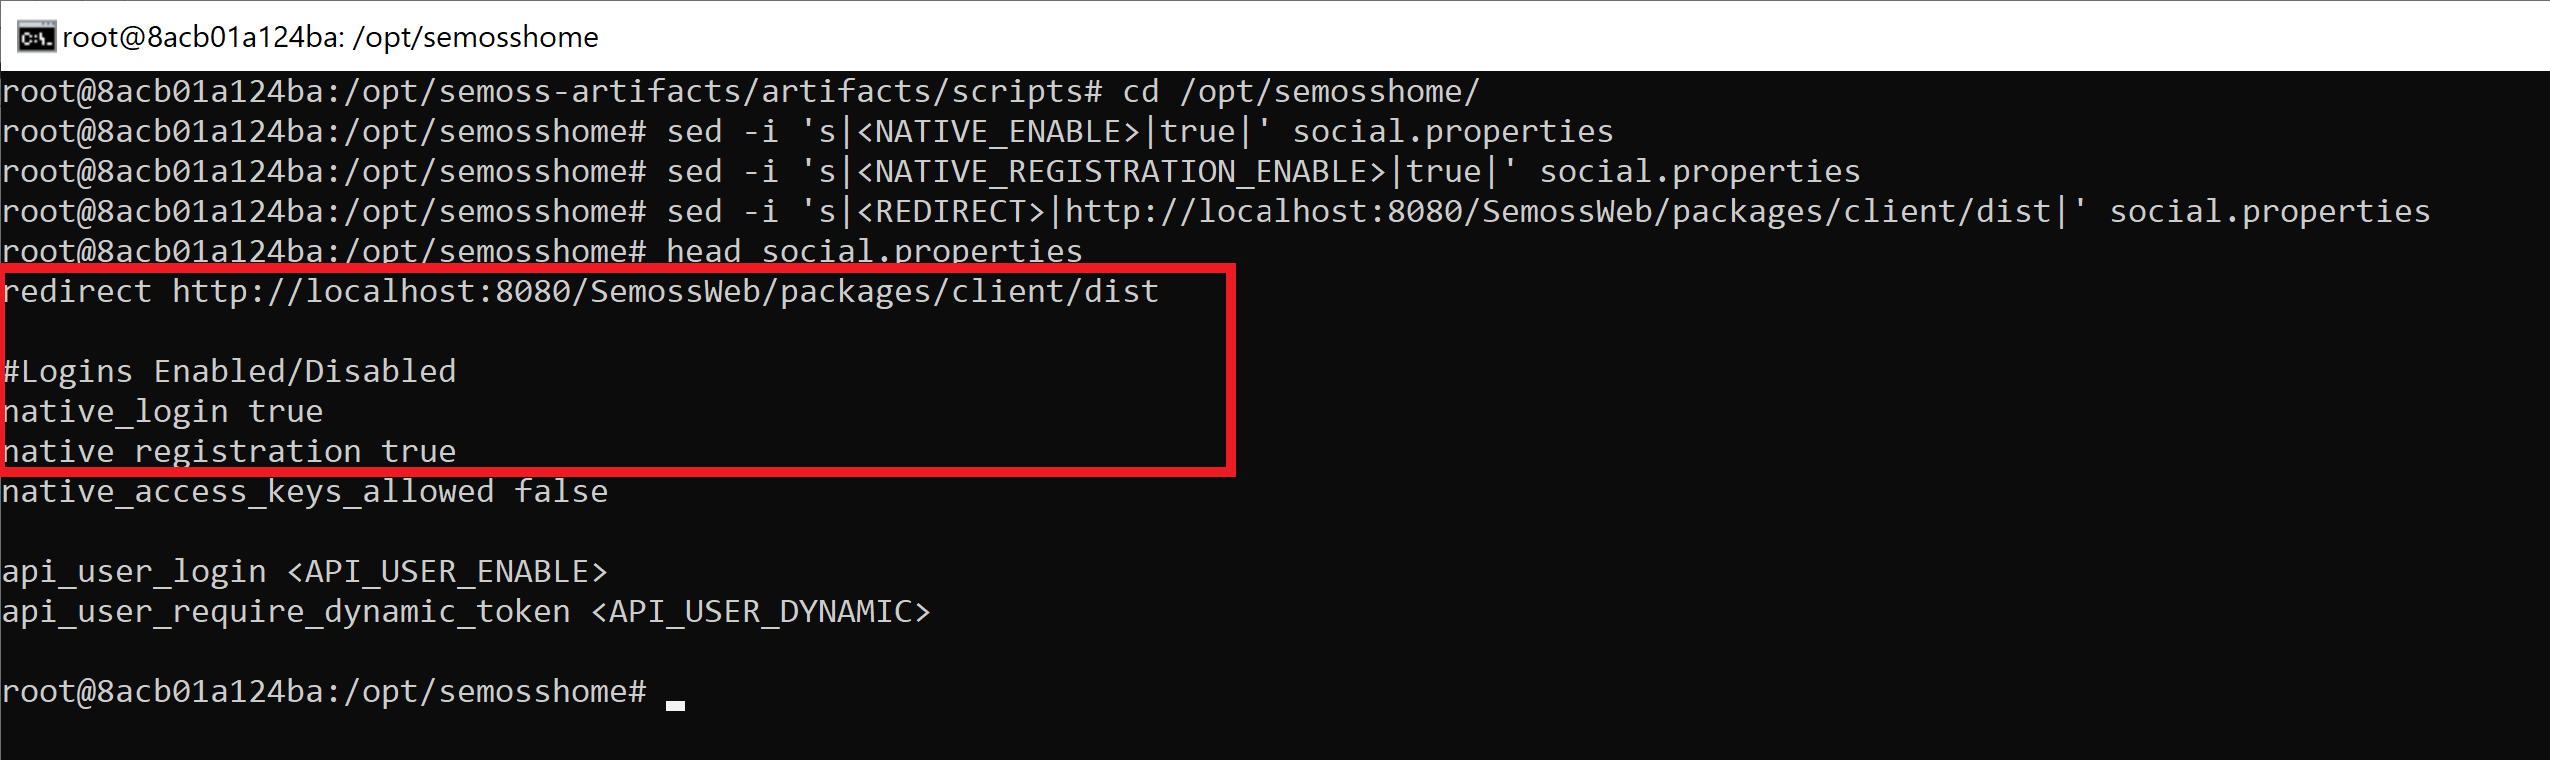 root@8acb01a124ba: /opt/semosshome
root@8acb01a124ba:/opt/semoss-artifacts/artifacts/scripts# cd /opt/semosshome/
root@8acb01a124ba:/opt/semosshome# sed -i 's|<NATIVE_ENABLE>|true|' social.properties
root@8acb01a124ba:/opt/semosshome# sed -i 's|<NATIVE_REGISTRATION_ENABLE>|true|' social.properties
root@8acb01a124ba:/opt/semosshome# sed -i 's|<REDIRECT>|http://localhost:8080/SemossWeb/packages/client/dist|' social.properties
root@8acb01a124ba:/opt/semosshome# head social.properties
redirect http://localhost:8080/SemossWeb/packages/client/dist
#Logins Enabled/Disabled
native_login true
native_registration true
native_access_keys_allowed false
api_user_login <API_USER_ENABLE>
api_user_require_dynamic_token <API_USER_DYNAMIC>
root@8acb01a124ba:/opt/semosshome#